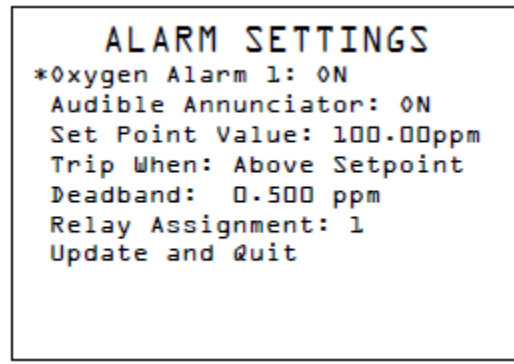 ALARM SETTINGS
*Oxygen Alarm 1: ON
Audible Annunciator: ON
Set Point Value: 100.00ppm
Trip When: Above Setpoint
Deadband: 0.500 ppm
Relay Assignment: 1
Update and Quit